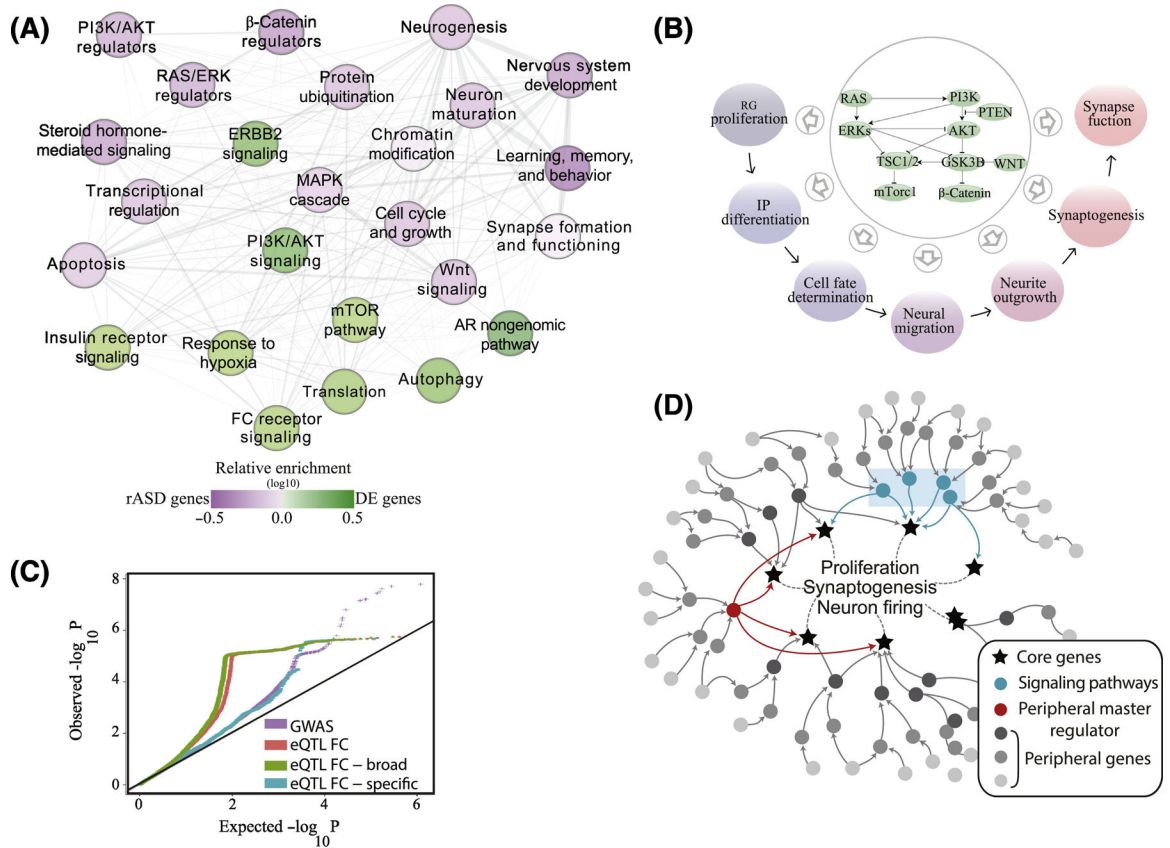 (A)
PI3K/AKT
regulators
β-Catenin
regulators
Neurogenesis
RAS/ERK
regulators
Protein
ubiquitination
Nervous system
development
Neuron
maturation
Steroid hormone-
mediated signaling
ERBB2
signaling
Chromatin
modification
Learning, memory,
and behavior
Transcriptional
regulation
MAPK
cascade
Cell cycle
and growth
Synapse formation
and functioning
PI3K/AKT
signaling
Apoptosis
Wnt
signaling
mTOR
pathway
AR nongenomic
pathway
Insulin receptor
signaling
Response to
hypoxia
Translation
Autophagy
FC receptor
signaling
Relative enrichment
(log10)
rASD genes
DE genes
−0.5
0.0
0.5
(B)
RG
proliferation
IP
differentiation
Cell fate
determination
Neural
migration
Neurite
outgrowth
Synaptogenesis
Synapse
fuction
RAS
PI3K
PTEN
ERKs
AKT
TSC1/2
GSK3B
WNT
mTorc1
β-Catenin
(C)
Observed -log10 P
8
6
4
2
0
0
2
4
6
Expected -log10 P
GWAS
eQTL FC
eQTL FC – broad
eQTL FC – specific
(D)
Proliferation
Synaptogenesis
Neuron firing
Core genes
Signaling pathways
Peripheral master
regulator
Peripheral genes